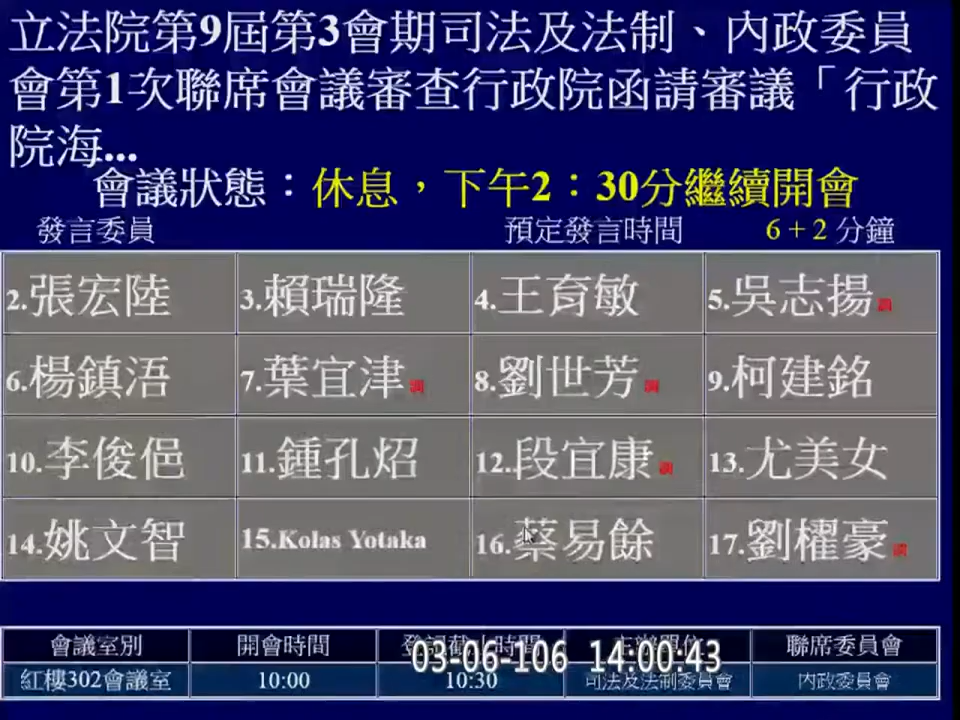 立法院第9屆第3會期司法及法制、內政委員
會第1次聯席會議審查行政院函請審議「行政
院海...
會議狀態：休息，下午2：30分繼續開會
發言委員 預定發言時間 6 + 2 分鐘
2.張宏陸 3.賴瑞隆 4.王育敏 5.吳志揚
6.楊鎮浯 7.葉宜津 8.劉世芳 9.柯建銘
10.李俊俋 11.鍾孔炤 12.段宜康 13.尤美女
14.姚文智 15.Kolas Yotaka 16.蔡易餘 17.劉櫂豪
會議室別 開會時間 聯席委員會
03-06-106 14:00:43
紅樓302會議室 10:00 10:30 司法及法制委員會 內政委員會